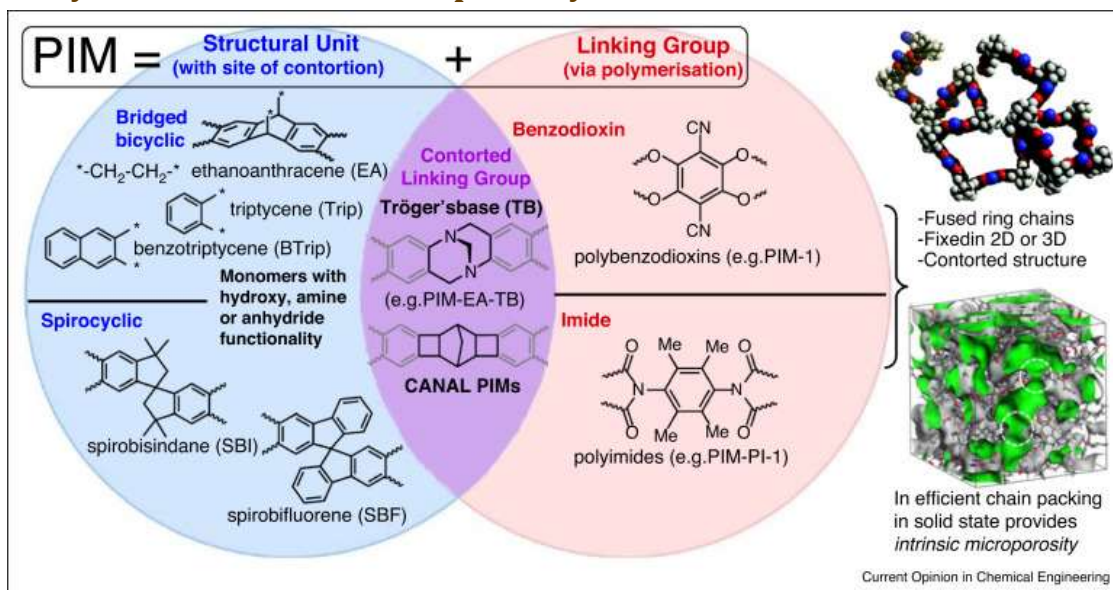 PIM = Structural Unit + Linking Group
(with site of contortion)
(via polymerisation)
Bridged
bicyclic
*
*
*-CH2-CH2-* ethanoanthracene (EA)
*
*
triptycene (Trip)
*
*
benzotriptycene (BTrip)
Monomers with
hydroxy, amine
or anhydride
functionality
Spirocyclic
spirobisindane (SBI)
spirobifluorene (SBF)
Contorted
Linking Group
Tröger'sbase (TB)
N
N
(e.g.PIM-EA-TB)
CANAL PIMs
Benzodioxin
CN
O
O
O
O
CN
polybenzodioxins (e.g.PIM-1)
Imide
O
Me
Me
O
N
N
O
Me
Me
O
polyimides (e.g.PIM-PI-1)
-Fused ring chains
-Fixedin 2D or 3D
-Contorted structure
In efficient chain packing
in solid state provides
intrinsic microporosity
Current Opinion in Chemical Engineering